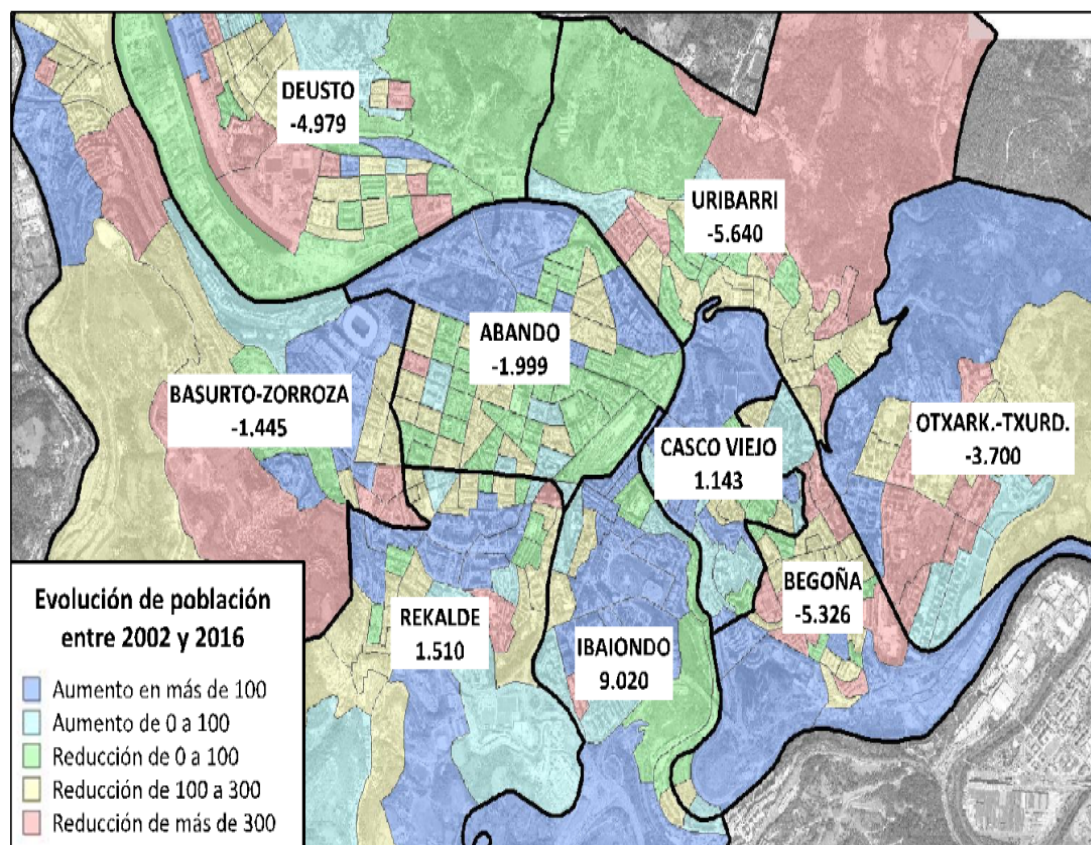 DEUSTO
-4.979
URIBARRI
-5.640
ABANDO
-1.999
BASURTO-ZORROZA
-1.445
OTXARK.-TXURD.
-3.700
CASCO VIEJO
1.143
BEGOÑA
-5.326
REKALDE
1.510
IBAIONDO
9.020
Evolución de población
entre 2002 y 2016
Aumento en más de 100
Aumento de 0 a 100
Reducción de 0 a 100
Reducción de 100 a 300
Reducción de más de 300